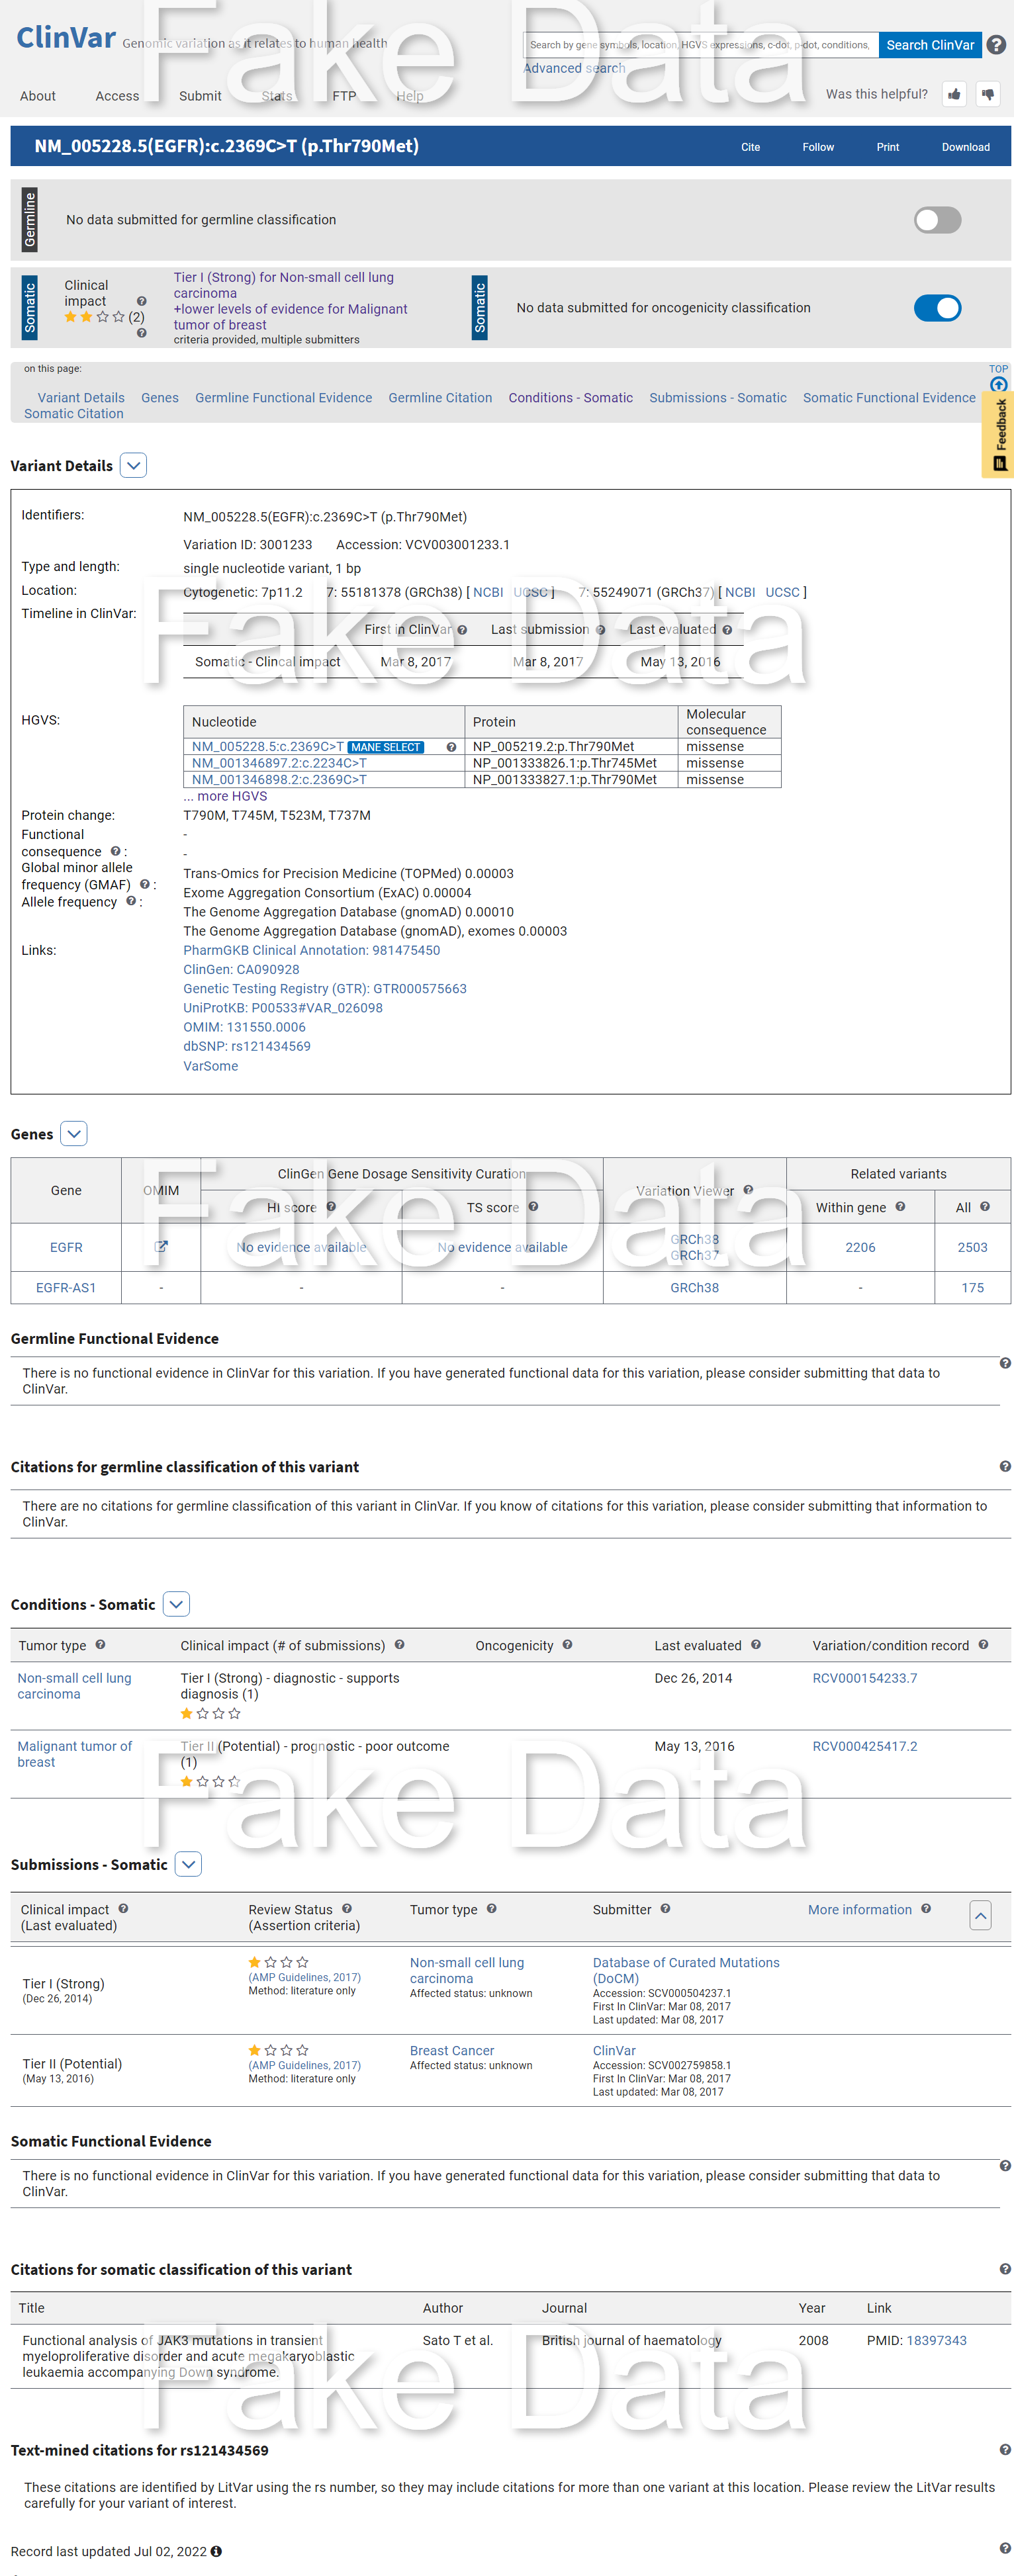 ClinVar Genomic variation as it relates to human health
Search by gene symbols, location, HGVS expressions, c-dot, p-dot, conditions, Search ClinVar
Advanced search
About Access Submit Stats FTP Help Was this helpful?
NM_005228.5(EGFR):c.2369C>T (p.Thr790Met) Cite Follow Print Download
Germline
No data submitted for germline classification
Somatic
Clinical
impact
(2)
Tier I (Strong) for Non-small cell lung
carcinoma
+lower levels of evidence for Malignant
tumor of breast
criteria provided, multiple submitters
Somatic
No data submitted for oncogenicity classification
on this page:
TOP
Variant Details Genes Germline Functional Evidence Germline Citation Conditions - Somatic Submissions - Somatic Somatic Functional Evidence
Somatic Citation
Feedback
Variant Details
Identifiers: NM_005228.5(EGFR):c.2369C>T (p.Thr790Met)
Variation ID: 3001233 Accession: VCV003001233.1
Type and length: single nucleotide variant, 1 bp
Location: Cytogenetic: 7p11.2 7: 55181378 (GRCh38) [ NCBI UCSC ] 7: 55249071 (GRCh37) [ NCBI UCSC ]
Timeline in ClinVar:
First in ClinVar Last submission Last evaluated
Somatic - Clincal impact Mar 8, 2017 Mar 8, 2017 May 13, 2016
HGVS:
Nucleotide Protein Molecular
consequence
NM_005228.5:c.2369C>T MANE SELECT NP_005219.2:p.Thr790Met missense
NM_001346897.2:c.2234C>T NP_001333826.1:p.Thr745Met missense
NM_001346898.2:c.2369C>T NP_001333827.1:p.Thr790Met missense
... more HGVS
Protein change: T790M, T745M, T523M, T737M
Functional
consequence : -
Global minor allele
frequency (GMAF) : -
Allele frequency :
Trans-Omics for Precision Medicine (TOPMed) 0.00003
Exome Aggregation Consortium (ExAC) 0.00004
The Genome Aggregation Database (gnomAD) 0.00010
The Genome Aggregation Database (gnomAD), exomes 0.00003
Links: PharmGKB Clinical Annotation: 981475450
ClinGen: CA090928
Genetic Testing Registry (GTR): GTR000575663
UniProtKB: P00533#VAR_026098
OMIM: 131550.0006
dbSNP: rs121434569
VarSome
Genes
Gene OMIM ClinGen Gene Dosage Sensitivity Curation Variation Viewer Related variants
HI score TS score Within gene All
EGFR No evidence available No evidence available GRCh38
GRCh37 2206 2503
EGFR-AS1 - - - GRCh38 - 175
Germline Functional Evidence
There is no functional evidence in ClinVar for this variation. If you have generated functional data for this variation, please consider submitting that data to
ClinVar.
Citations for germline classification of this variant
There are no citations for germline classification of this variant in ClinVar. If you know of citations for this variation, please consider submitting that information to
ClinVar.
Conditions - Somatic
Tumor type Clinical impact (# of submissions) Oncogenicity Last evaluated Variation/condition record
Non-small cell lung
carcinoma
Tier I (Strong) - diagnostic - supports
diagnosis (1)
Dec 26, 2014 RCV000154233.7
Malignant tumor of
breast
Tier II (Potential) - prognostic - poor outcome
(1)
May 13, 2016 RCV000425417.2
Submissions - Somatic
Clinical impact
(Last evaluated)
Review Status
(Assertion criteria)
Tumor type Submitter More information
Tier I (Strong)
(Dec 26, 2014)
(AMP Guidelines, 2017)
Method: literature only
Non-small cell lung
carcinoma
Affected status: unknown
Database of Curated Mutations
(DoCM)
Accession: SCV000504237.1
First In ClinVar: Mar 08, 2017
Last updated: Mar 08, 2017
Tier II (Potential)
(May 13, 2016)
(AMP Guidelines, 2017)
Method: literature only
Breast Cancer
Affected status: unknown
ClinVar
Accession: SCV002759858.1
First In ClinVar: Mar 08, 2017
Last updated: Mar 08, 2017
Somatic Functional Evidence
There is no functional evidence in ClinVar for this variation. If you have generated functional data for this variation, please consider submitting that data to
ClinVar.
Citations for somatic classification of this variant
Title Author Journal Year Link
Functional analysis of JAK3 mutations in transient
myeloproliferative disorder and acute megakaryoblastic
leukaemia accompanying Down syndrome.
Sato T et al. British journal of haematology 2008 PMID: 18397343
Text-mined citations for rs121434569
These citations are identified by LitVar using the rs number, so they may include citations for more than one variant at this location. Please review the LitVar results
carefully for your variant of interest.
Record last updated Jul 02, 2022
Fake Data
Fake Data
Fake Data
Fake Data
Fake Data